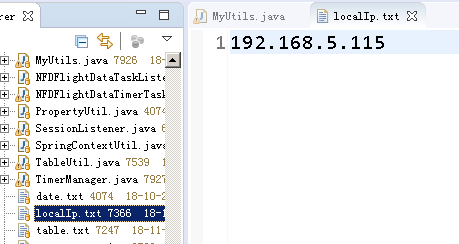 rer
MyUtils.java
localIp.txt
1 192.168.5.115
MyUtils.java 7926 18-
NFDFlightDataTaskListe
NFDFlightDataTimerTask
PropertyUtil.java 4074
SessionListener.java 6
SpringContextUtil.java
TableUtil.java 7539 1
TimerManager.java 7927
date.txt 4074 18-10-2
localIp.txt 7366 18-1
table.txt 7247 18-11-